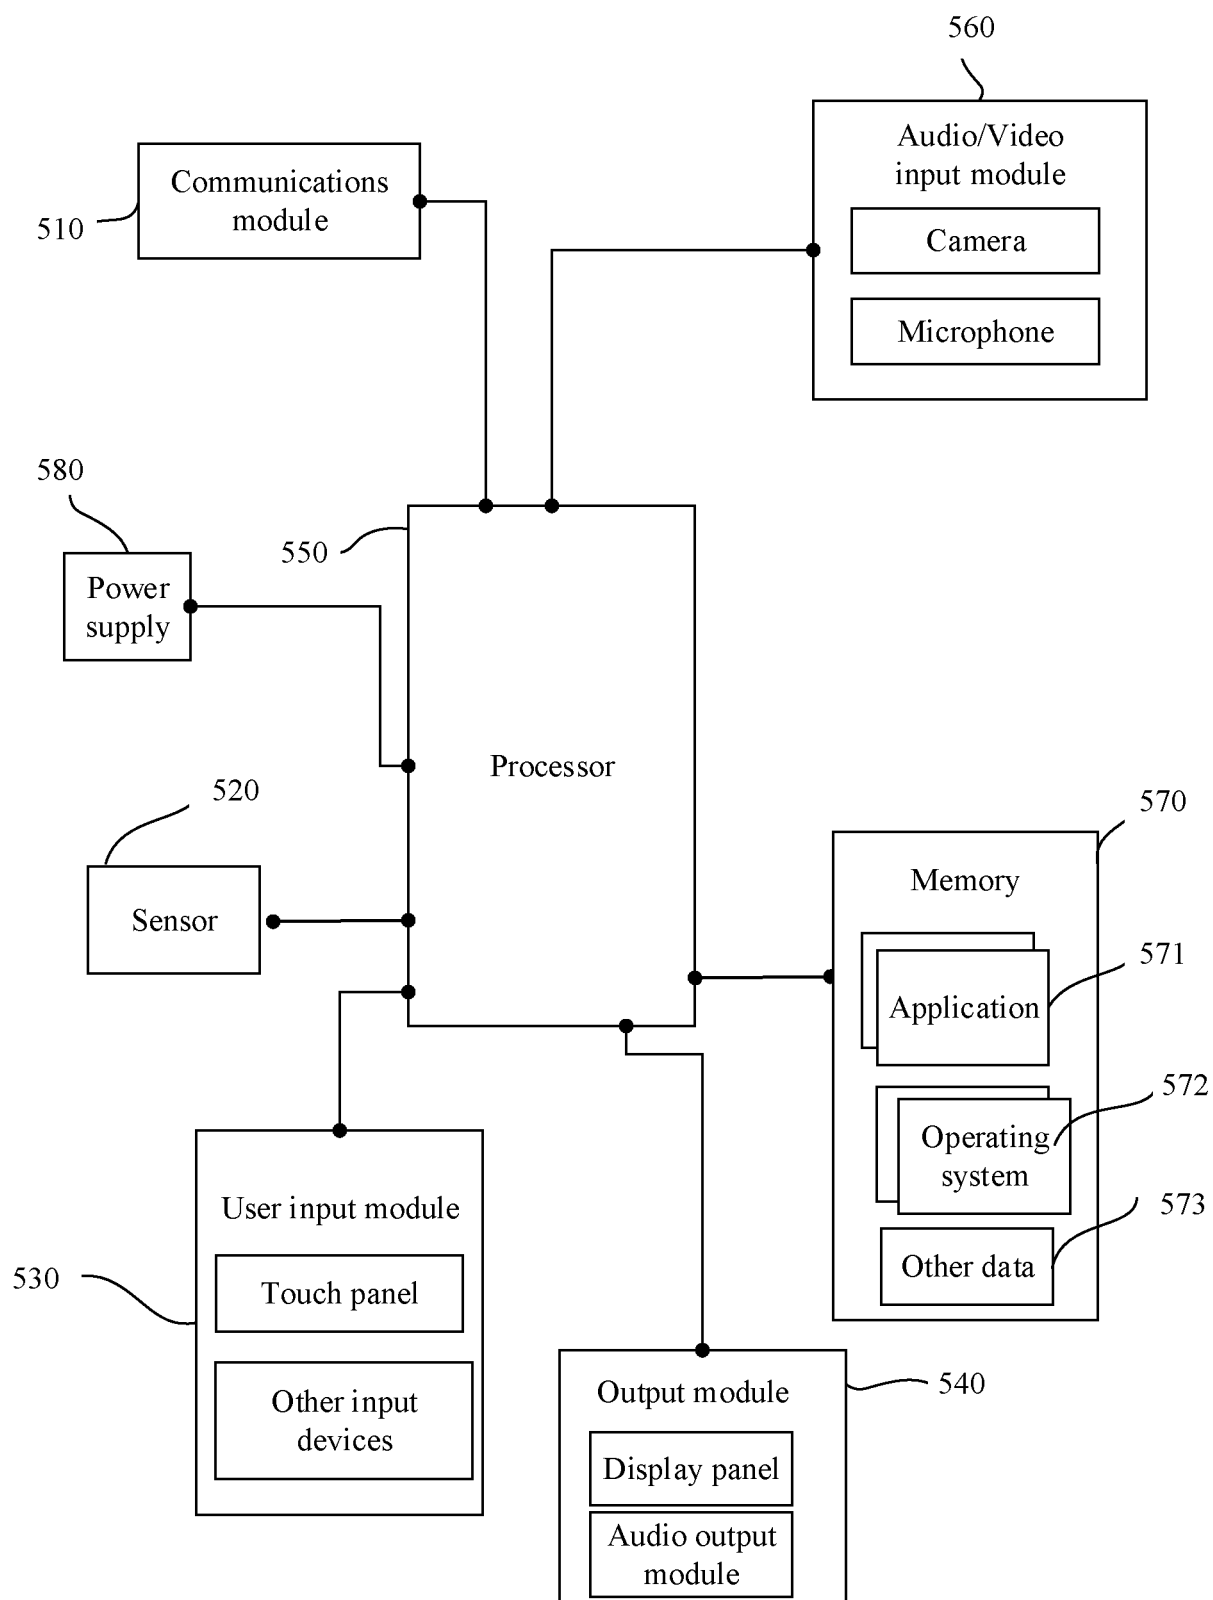 560
Audio/Video
input module
Camera
Microphone
Communications
module
510
580
Power
supply
550
Processor
520
Sensor
570
Memory
571
Application
572
Operating
system
573
Other data
User input module
530
Touch panel
Other input
devices
540
Output module
Display panel
Audio output
module